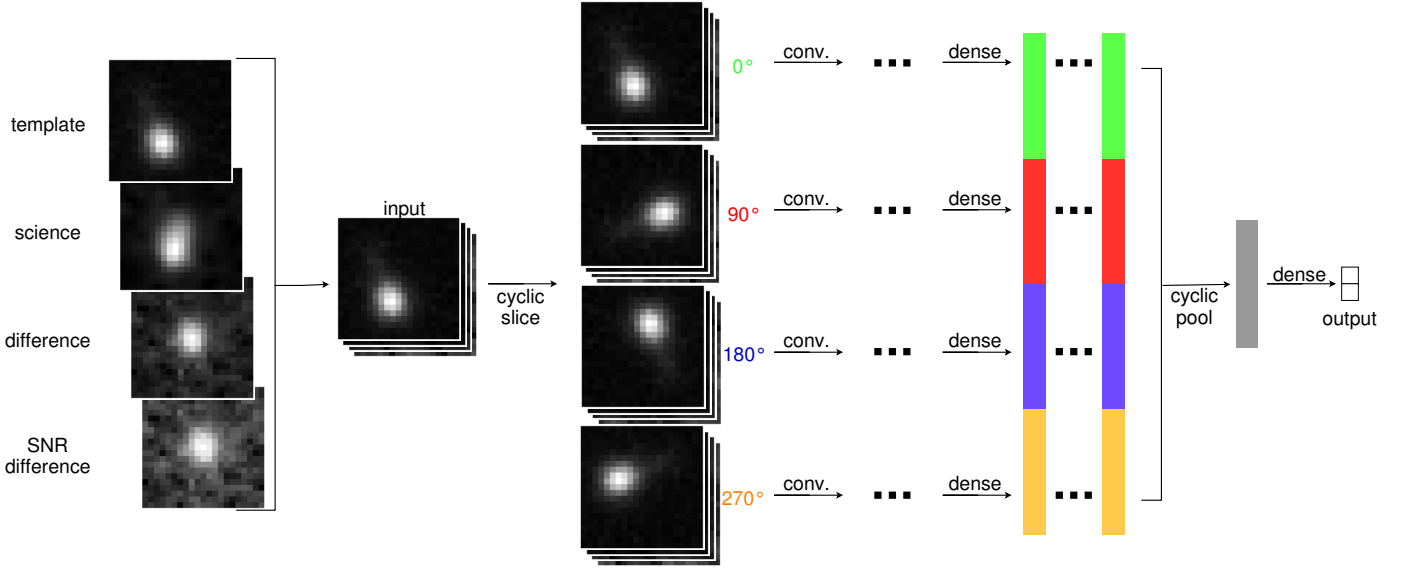 template
science
difference
SNR
difference
input
cyclic
slice
0°
conv.
dense
90°
conv.
dense
180°
conv.
dense
270°
conv.
dense
cyclic
pool
dense
output